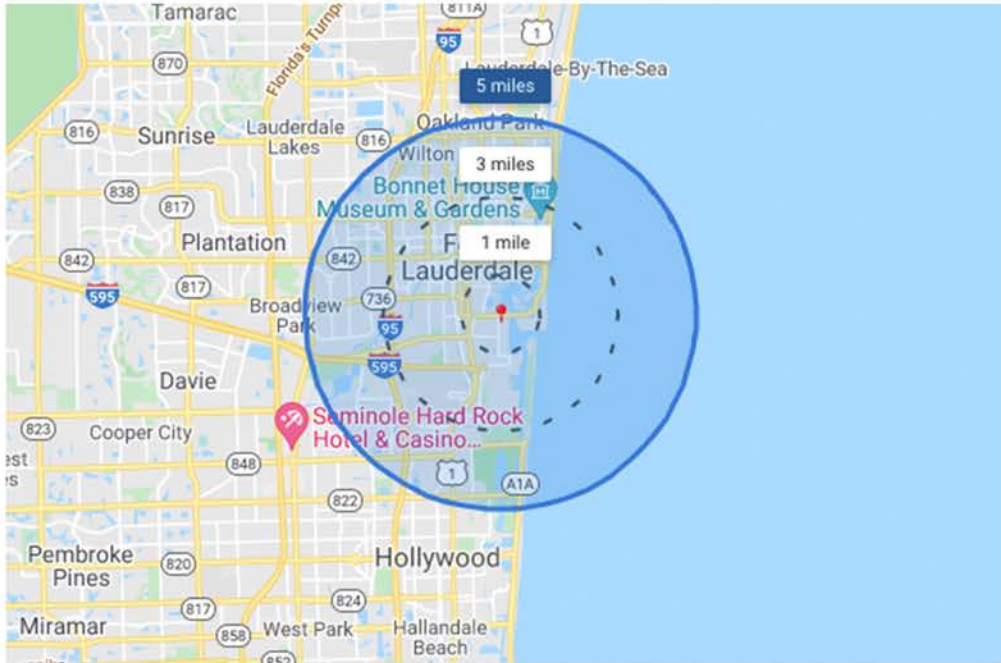 Tamarac
811A
95
1
Florida's Turnp
870
Lauderdale-By-The-Sea
5 miles
816
Sunrise
Lauderdale
Lakes
816
Oakland Park
Wilton
3 miles
838
817
Bonnet House
Museum & Gardens
Plantation
1 mile
842
842
Lauderdale
595
817
736
Broadview
Park
95
595
Davie
Seminole Hard Rock
Hotel & Casino...
823
Cooper City
848
1
A1A
822
Pembroke
Pines
820
Hollywood
817
824
Miramar
858
West Park
Hallandale
Beach